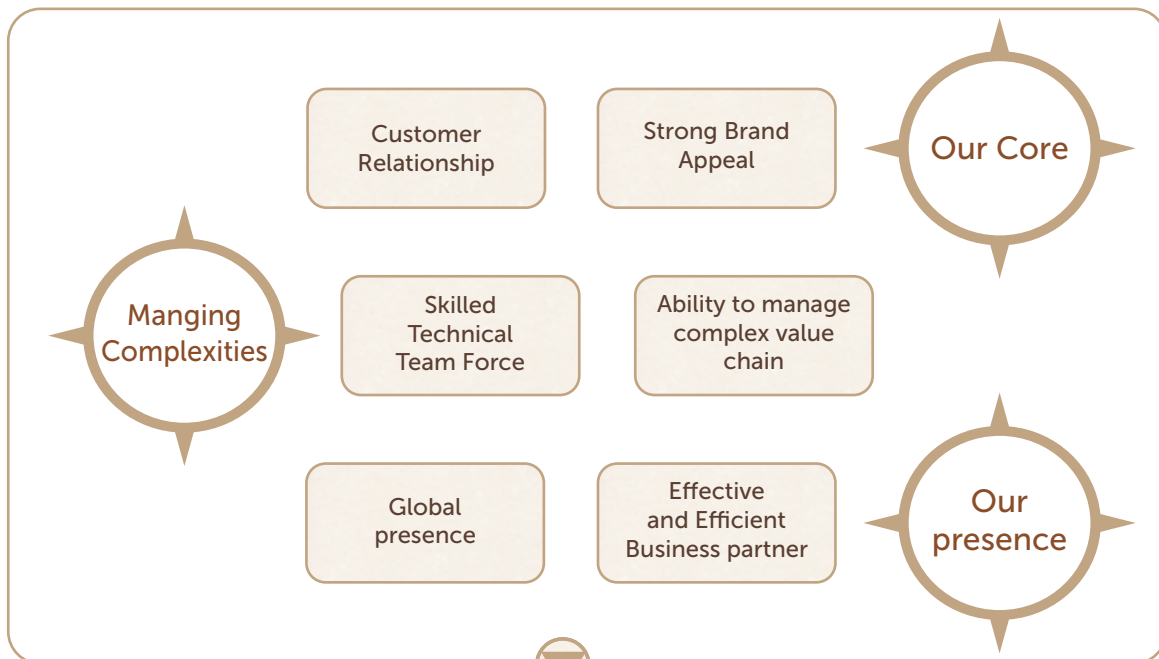 Customer
Relationship
Strong Brand
Appeal
Our Core
Manging
Complexities
Skilled
Technical
Team Force
Ability to manage
complex value
chain
Global
presence
Effective
and Efficient
Business partner
Our
presence